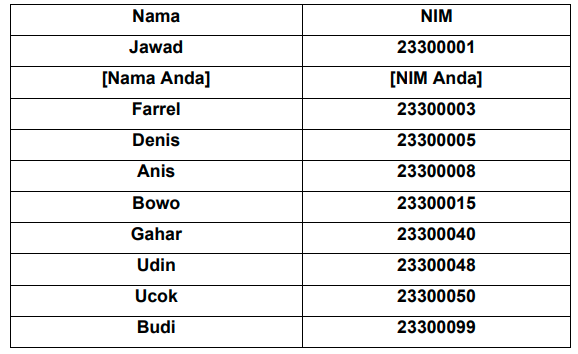 Nama NIM
Jawad 23300001
[Nama Anda] [NIM Anda]
Farrel 23300003
Denis 23300005
Anis 23300008
Bowo 23300015
Gahar 23300040
Udin 23300048
Ucok 23300050
Budi 23300099